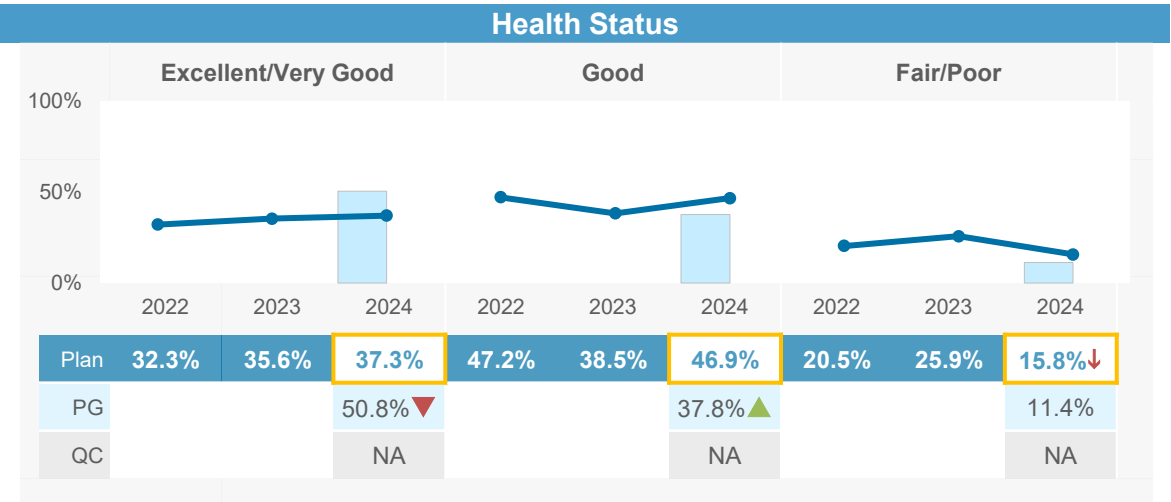 Health Status
Excellent/Very Good Good Fair/Poor
100%
50%
0%
2022 2023 2024 2022 2023 2024 2022 2023 2024
Plan 32.3% 35.6% 37.3% 47.2% 38.5% 46.9% 20.5% 25.9% 15.8%↓
PG 50.8%▼ 37.8%▲ 11.4%
QC NA NA NA